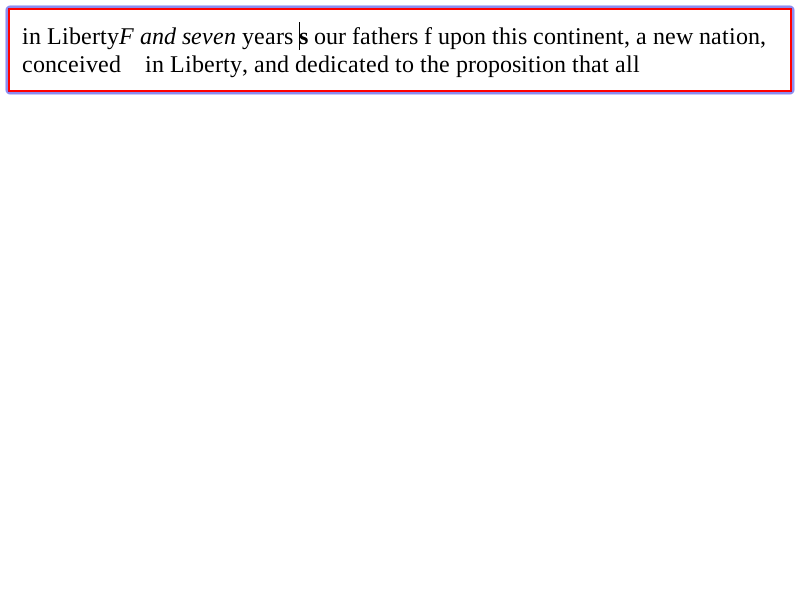 in LibertyF and seven years s our fathers f upon this continent, a new nation,
conceived    in Liberty, and dedicated to the proposition that all